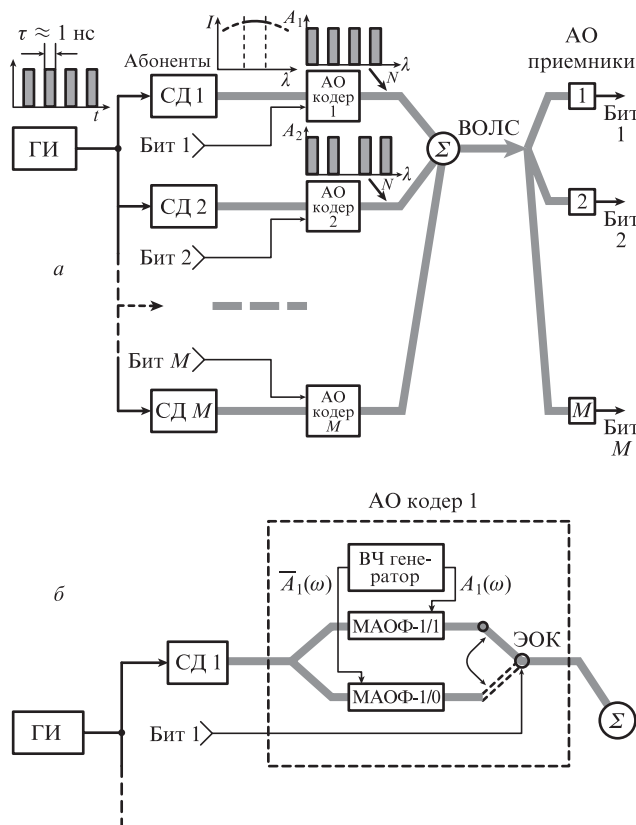 τ ≈ 1 нс
t
ГИ
Абоненты
I
λ
A₁
λ
N
СД 1
АО кодер 1
Бит 1
A₂
λ
N
СД 2
АО кодер 2
Бит 2
а
Бит M
СД M
АО кодер M
Σ
ВОЛС
АО приемники
1
Бит 1
2
Бит 2
M
Бит M
б
АО кодер 1
ВЧ генератор
A̅₁(ω)
A₁(ω)
МАОФ-1/1
ЭОК
СД 1
МАОФ-1/0
Бит 1
ГИ
Σ